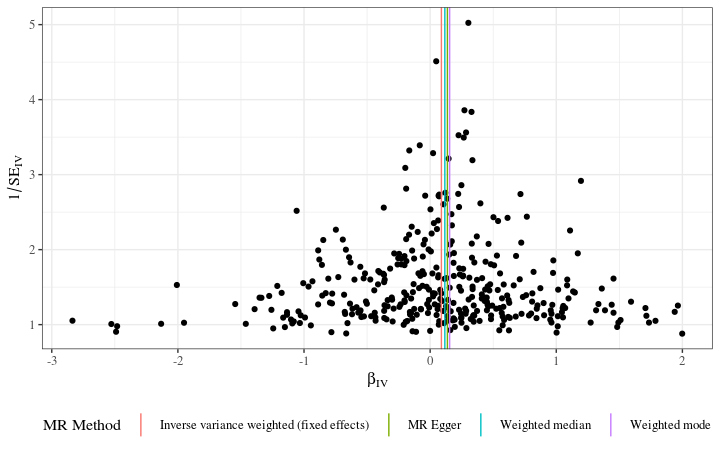 5
4
3
2
1
1/SE_IV
-3
-2
-1
0
1
2
β_IV
MR Method
Inverse variance weighted (fixed effects)
MR Egger
Weighted median
Weighted mode